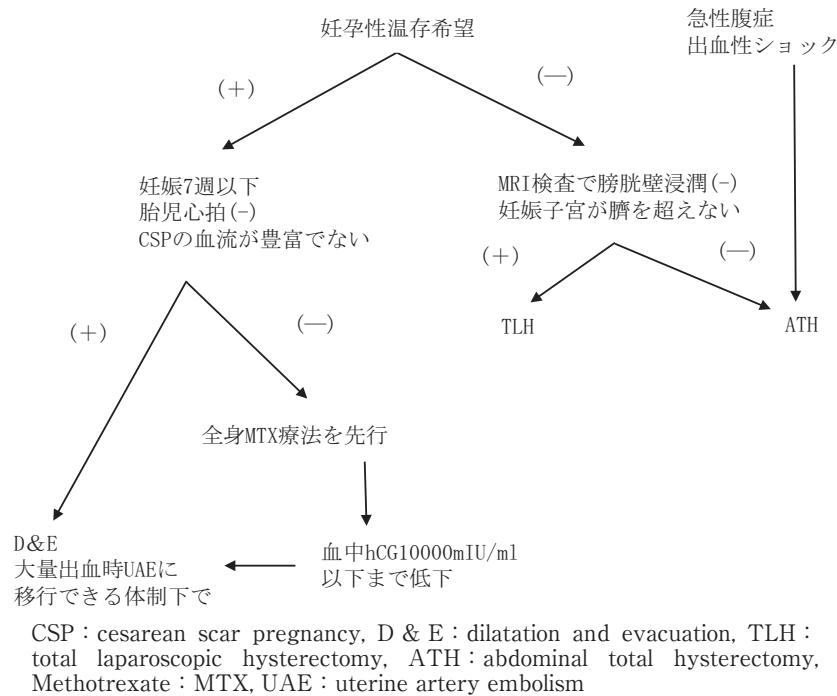 妊孕性温存希望
急性腹症
出血性ショック
(+)
(―)
妊娠7週以下
胎児心拍(-)
CSPの血流が豊富でない
MRI検査で膀胱壁浸潤(-)
妊娠子宮が臍を超えない
(+)
(―)
TLH
ATH
(+)
(―)
全身MTX療法を先行
D&E
大量出血時UAEに
移行できる体制下で
血中hCG10000mIU/ml
以下まで低下
CSP：cesarean scar pregnancy, D & E：dilatation and evacuation, TLH：
total laparoscopic hysterectomy, ATH：abdominal total hysterectomy,
Methotrexate：MTX, UAE：uterine artery embolism